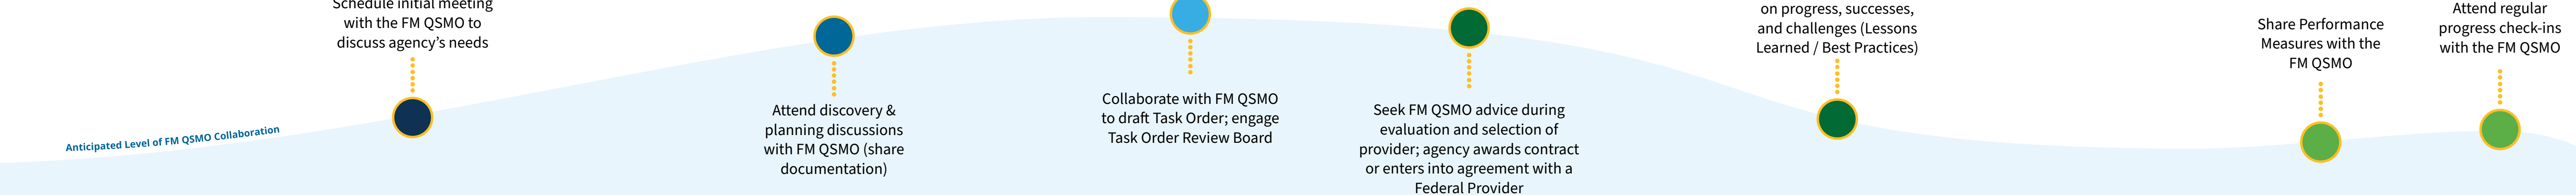 Schedule initial meeting
with the FM QSMO to
discuss agency's needs
Anticipated Level of FM QSMO Collaboration
Attend discovery &
planning discussions
with FM QSMO (share
documentation)
Collaborate with FM QSMO
to draft Task Order; engage
Task Order Review Board
Seek FM QSMO advice during
evaluation and selection of
provider; agency awards contract
or enters into agreement with a
Federal Provider
on progress, successes,
and challenges (Lessons
Learned / Best Practices)
Share Performance
Measures with the
FM QSMO
Attend regular
progress check-ins
with the FM QSMO